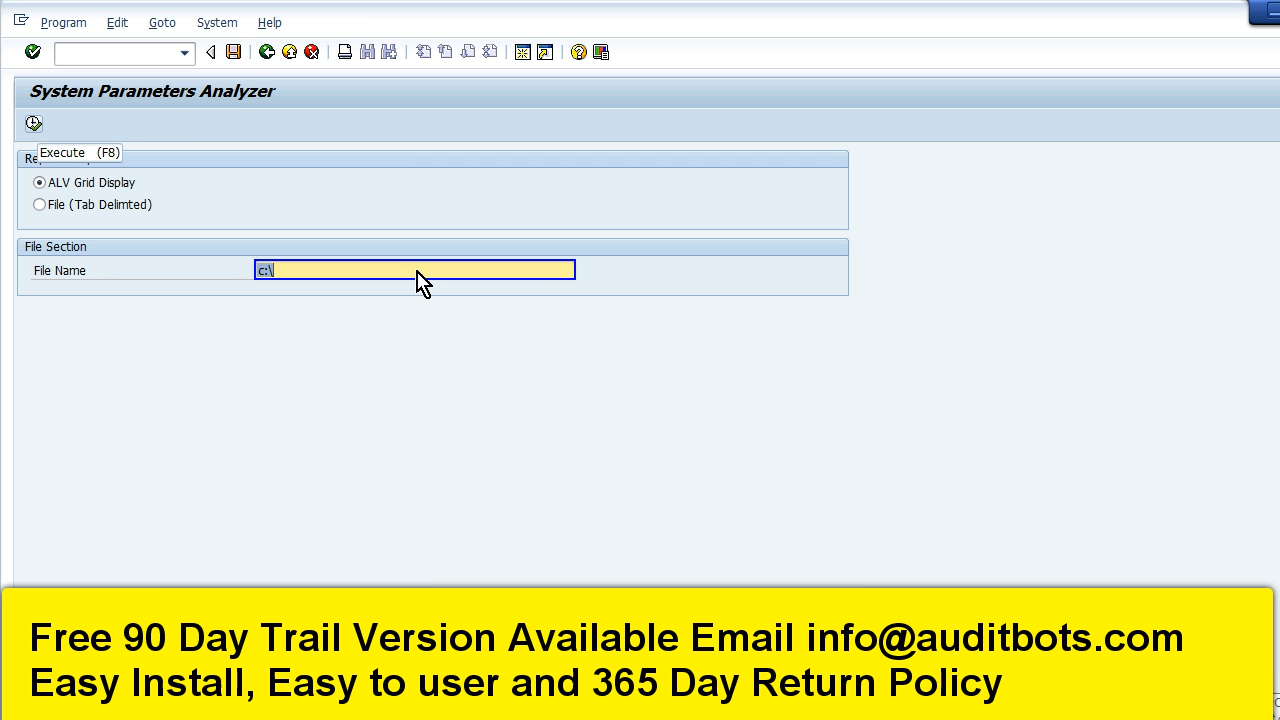 Program Edit Goto System Help
System Parameters Analyzer
Execute (F8)
ALV Grid Display
File (Tab Delimted)
File Section
File Name c:\
Free 90 Day Trail Version Available Email info@auditbots.com
Easy Install, Easy to user and 365 Day Return Policy